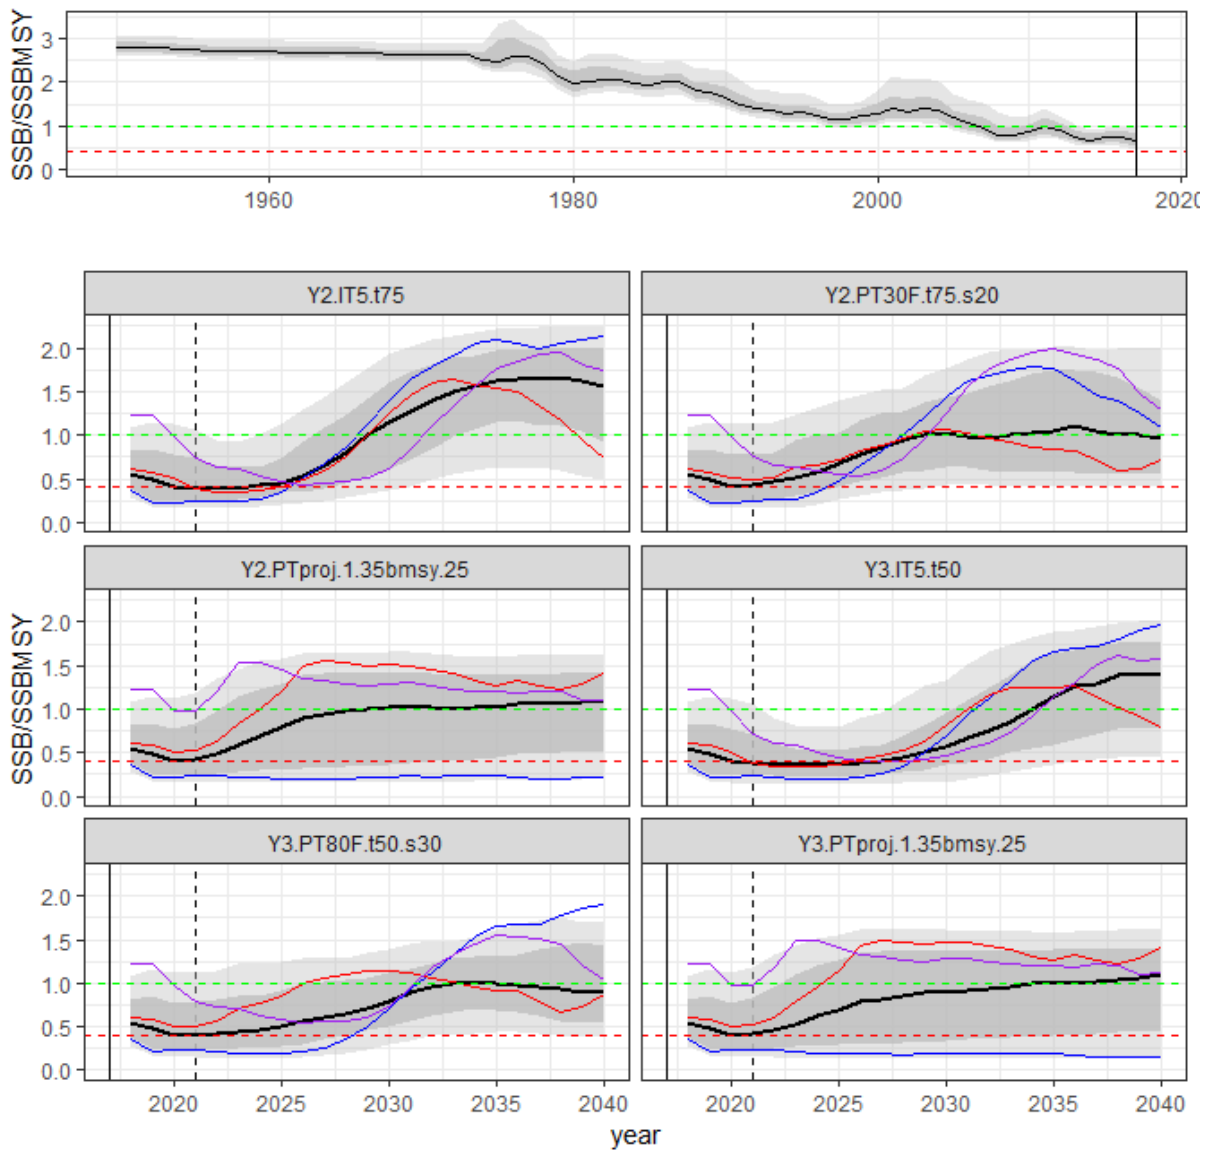 SSB/SSBMSY
3
2
1
0
1960 1980 2000 2020
Y2.IT5.t75 Y2.PT30F.t75.s20
2.0
1.5
1.0
0.5
0.0
Y2.PTproj.1.35bmsy.25 Y3.IT5.t50
SSB/SSBMSY
2.0
1.5
1.0
0.5
0.0
Y3.PT80F.t50.s30 Y3.PTproj.1.35bmsy.25
2.0
1.5
1.0
0.5
0.0
2020 2025 2030 2035 2040 2020 2025 2030 2035 2040
year